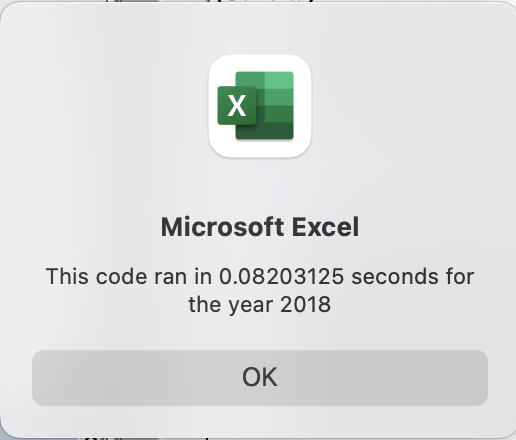 X
Microsoft Excel
This code ran in 0.08203125 seconds for
the year 2018
OK